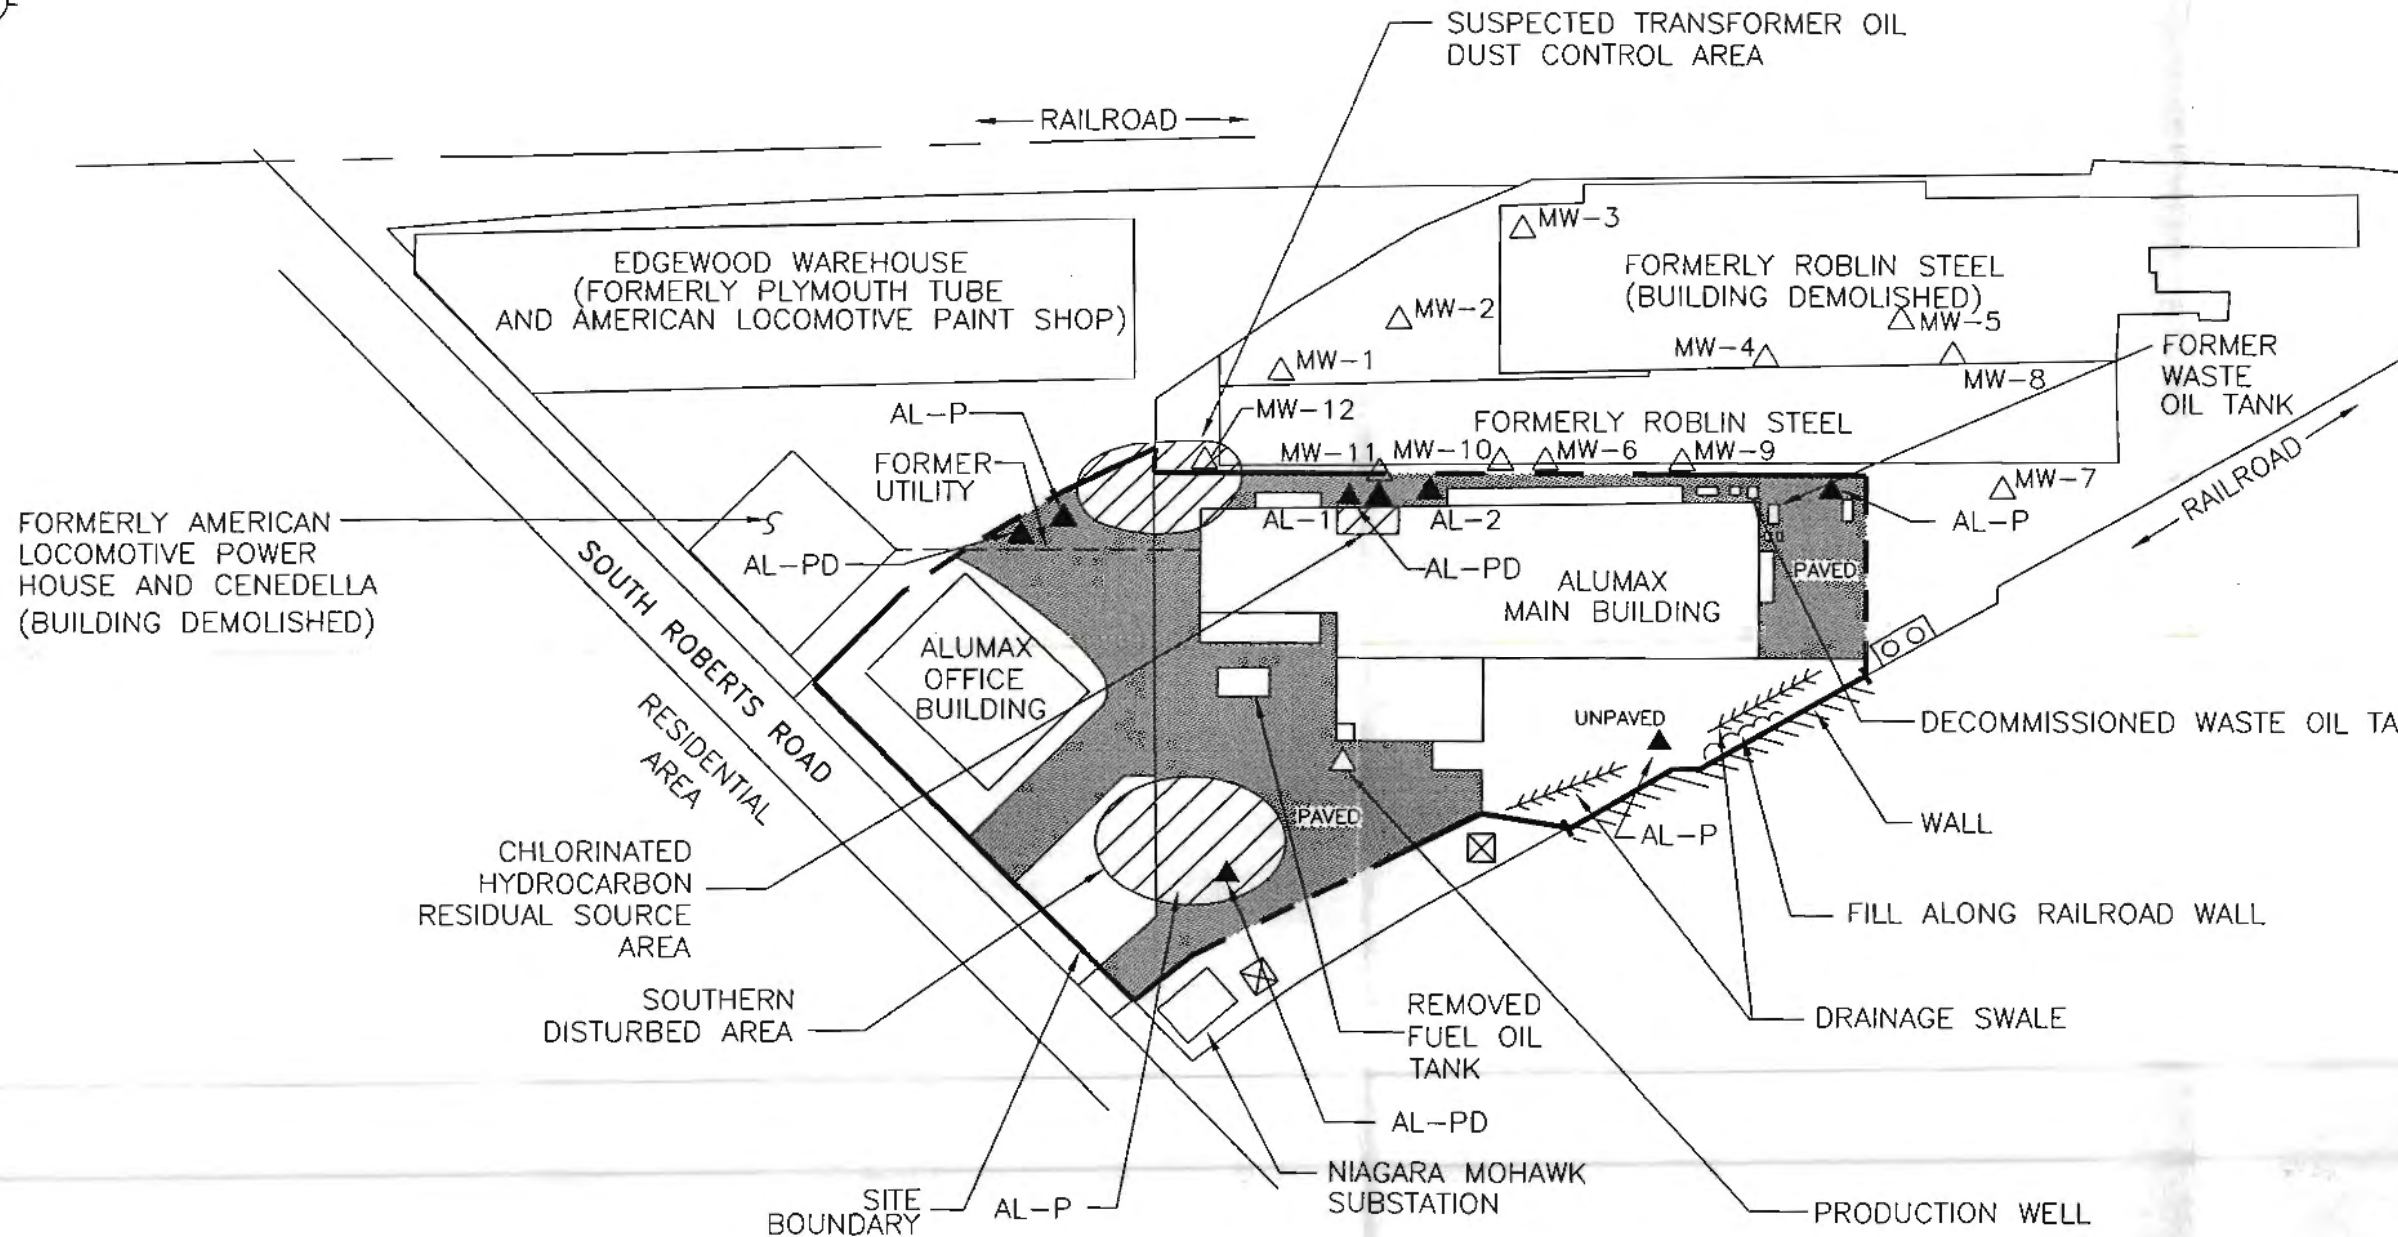 SUSPECTED TRANSFORMER OIL
DUST CONTROL AREA
RAILROAD
EDGEWOOD WAREHOUSE
(FORMERLY PLYMOUTH TUBE
AND AMERICAN LOCOMOTIVE PAINT SHOP)
MW-3
FORMERLY ROBLIN STEEL
(BUILDING DEMOLISHED)
MW-2
MW-5
MW-1
MW-4
MW-8
FORMER
WASTE
OIL TANK
AL-P
MW-12
FORMERLY ROBLIN STEEL
MW-11
MW-10
MW-6
MW-9
MW-7
RAILROAD
FORMER
UTILITY
FORMERLY AMERICAN
LOCOMOTIVE POWER
HOUSE AND CENEDELLA
(BUILDING DEMOLISHED)
AL-PD
AL-1
AL-2
AL-P
AL-PD
PAVED
ALUMAX
MAIN BUILDING
SOUTH ROBERTS ROAD
ALUMAX
OFFICE
BUILDING
RESIDENTIAL
AREA
UNPAVED
DECOMMISSIONED WASTE OIL TA
PAVED
AL-P
WALL
CHLORINATED
HYDROCARBON
RESIDUAL SOURCE
AREA
FILL ALONG RAILROAD WALL
SOUTHERN
DISTURBED AREA
REMOVED
FUEL OIL
TANK
DRAINAGE SWALE
AL-PD
NIAGARA MOHAWK
SUBSTATION
SITE
BOUNDARY
AL-P
PRODUCTION WELL